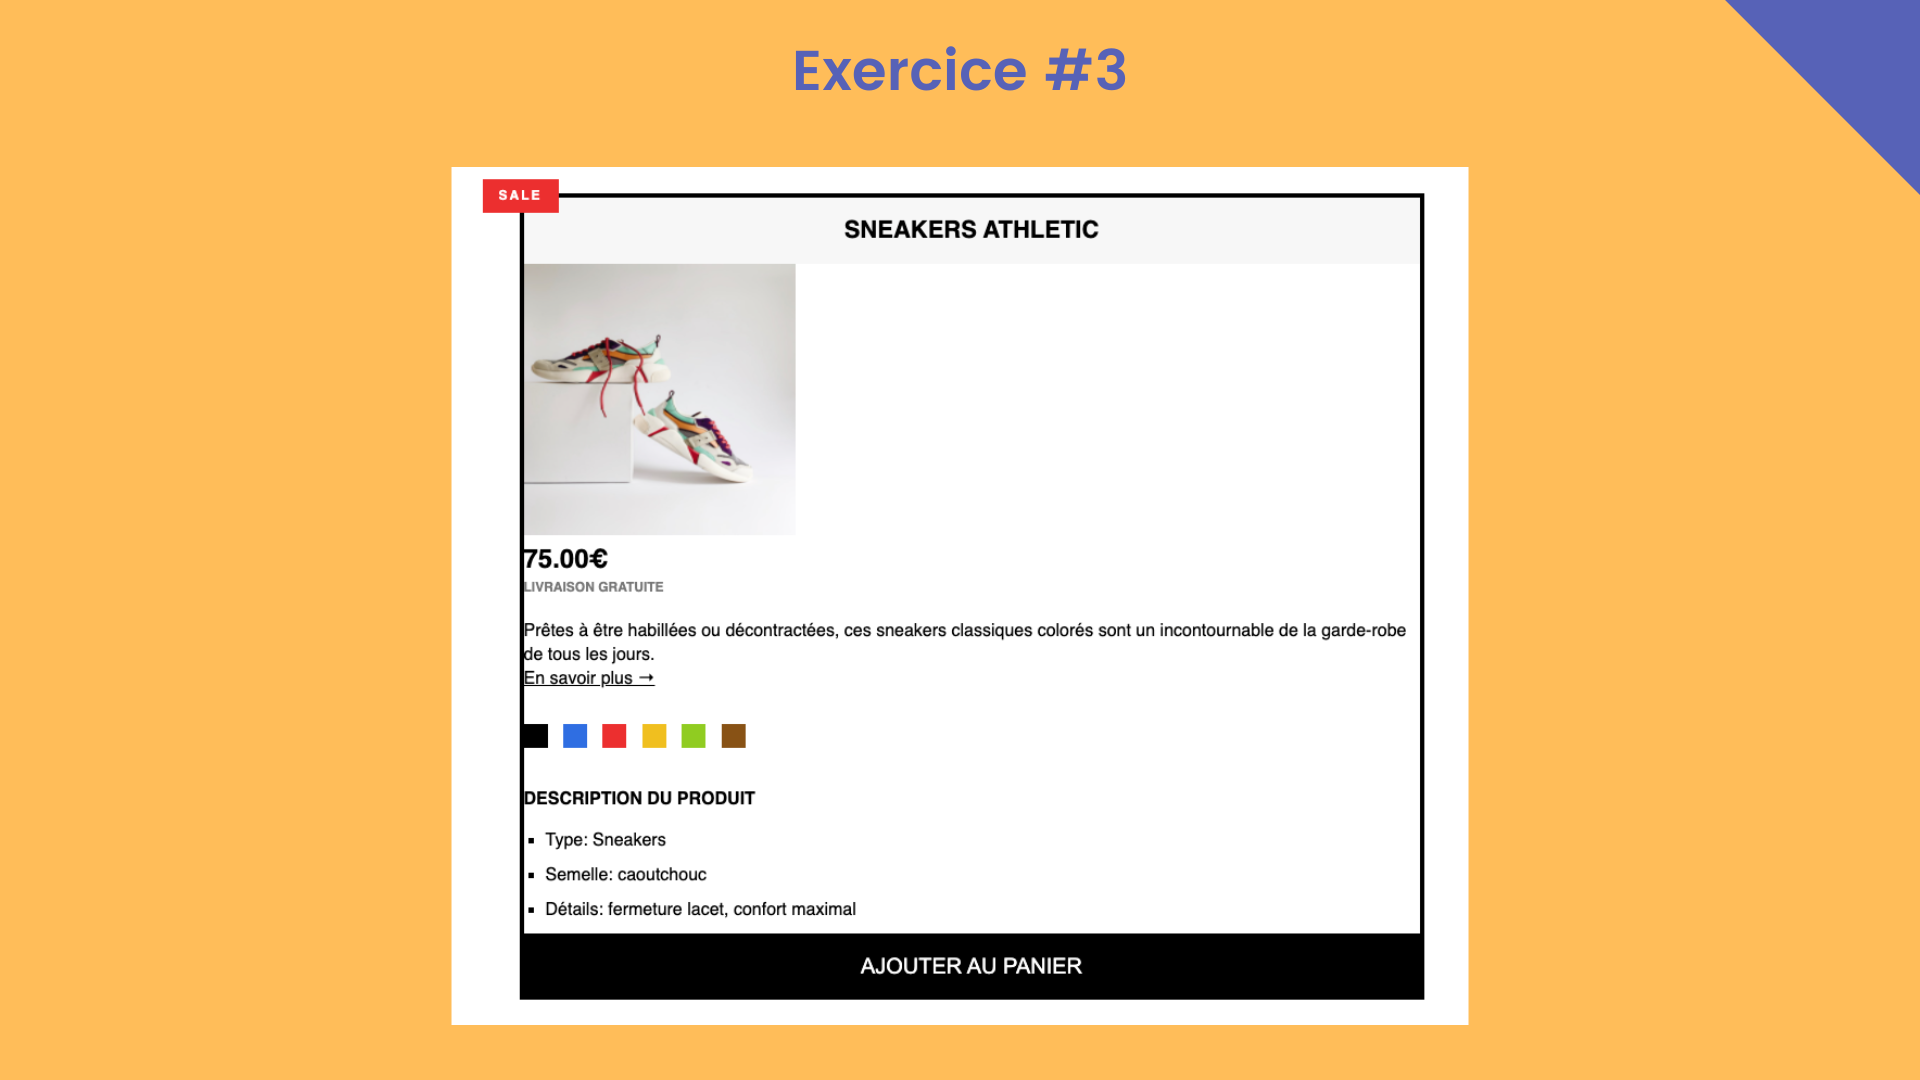 Exercice #3
SALE
SNEAKERS ATHLETIC
75.00€
LIVRAISON GRATUITE
Prêtes à être habillées ou décontractées, ces sneakers classiques colorés sont un incontournable de la garde-robe
de tous les jours.
En savoir plus →
DESCRIPTION DU PRODUIT
▪ Type: Sneakers
▪ Semelle: caoutchouc
▪ Détails: fermeture lacet, confort maximal
AJOUTER AU PANIER